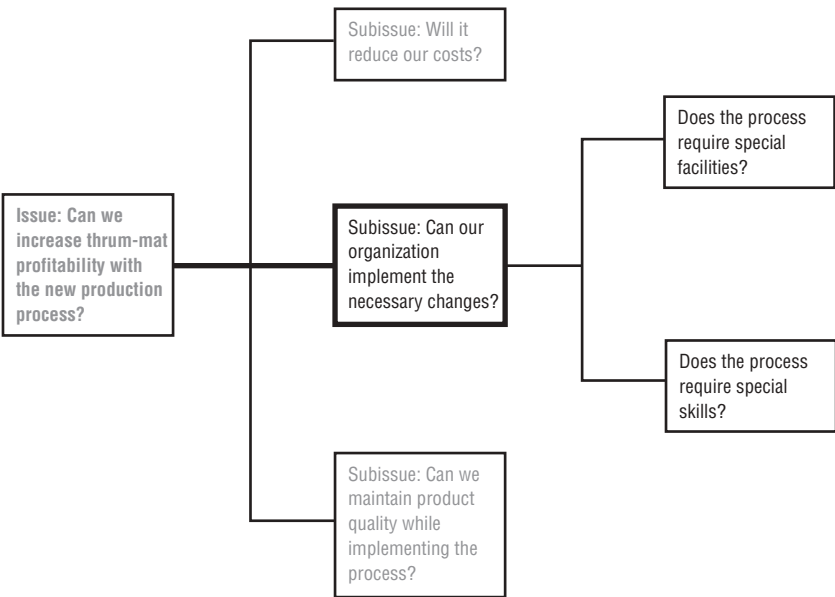 Subissue: Will it
reduce our costs?
Does the process
require special
facilities?
Issue: Can we
increase thrum-mat
profitability with
the new production
process?
Subissue: Can our
organization
implement the
necessary changes?
Does the process
require special
skills?
Subissue: Can we
maintain product
quality while
implementing the
process?